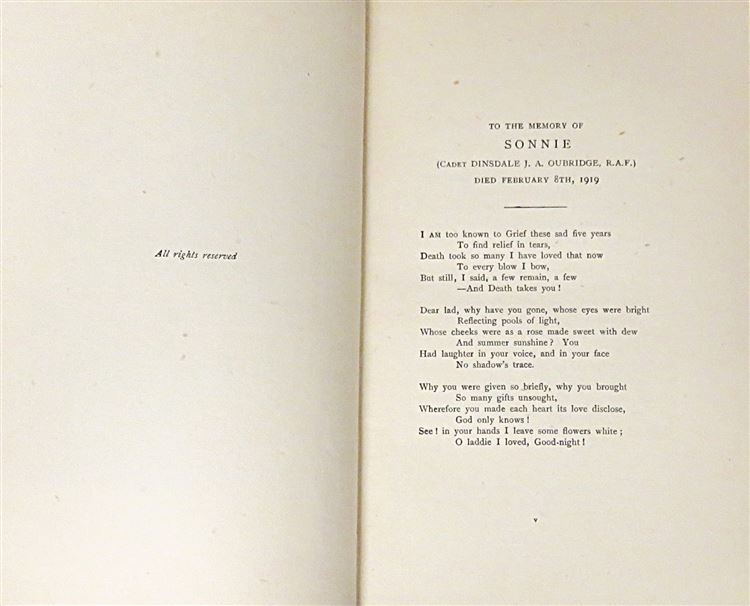 All rights reserved
TO THE MEMORY OF
SONNIE
(CADET DINSDALE J. A. OUBRIDGE, R.A.F.)
DIED FEBRUARY 8TH, 1919
I AM too known to Grief these sad five years
To find relief in tears,
Death took so many I have loved that now
To every blow I bow,
But still, I said, a few remain, a few
—And Death takes you!
Dear lad, why have you gone, whose eyes were bright
Reflecting pools of light,
Whose cheeks were as a rose made sweet with dew
And summer sunshine? You
Had laughter in your voice, and in your face
No shadow's trace.
Why you were given so briefly, why you brought
So many gifts unsought,
Wherefore you made each heart its love disclose,
God only knows!
See! in your hands I leave some flowers white;
O laddie I loved, Good-night!
v